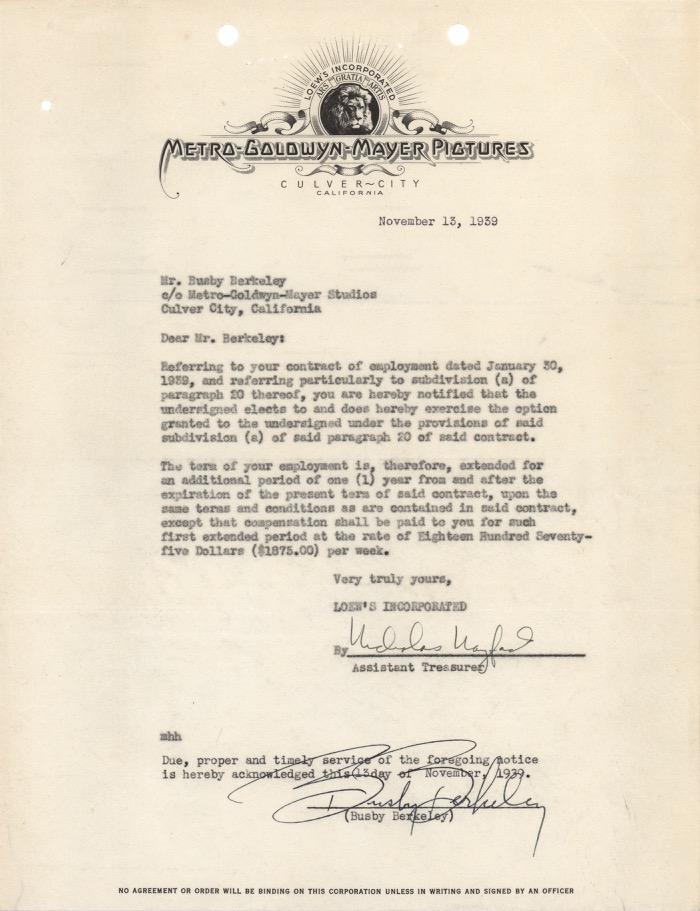 LOEW'S INCORPORATED
ARS GRATIA ARTIS
METRO-GOLDWYN-MAYER PICTURES
CULVER~CITY
CALIFORNIA
November 13, 1939
Mr. Busby Berkeley
c/o Metro-Goldwyn-Mayer Studios
Culver City, California
Dear Mr. Berkeley:
Referring to your contract of employment dated January 30,
1939, and referring particularly to subdivision (a) of
paragraph 20 thereof, you are hereby notified that the
undersigned elects to and does hereby exercise the option
granted to the undersigned under the provisions of said
subdivision (a) of said paragraph 20 of said contract.
The term of your employment is, therefore, extended for
an additional period of one (1) year from and after the
expiration of the present term of said contract, upon the
same terms and conditions as are contained in said contract,
except that compensation shall be paid to you for such
first extended period at the rate of Eighteen Hundred Seventy-
five Dollars ($1875.00) per week.
Very truly yours,
LOEW'S INCORPORATED
By Nicholas
Assistant Treasurer
mhh
Due, proper and timely service of the foregoing notice
is hereby acknowledged this 13 day of November, 1939.
Busby Berkeley
(Busby Berkeley)
NO AGREEMENT OR ORDER WILL BE BINDING ON THIS CORPORATION UNLESS IN WRITING AND SIGNED BY AN OFFICER